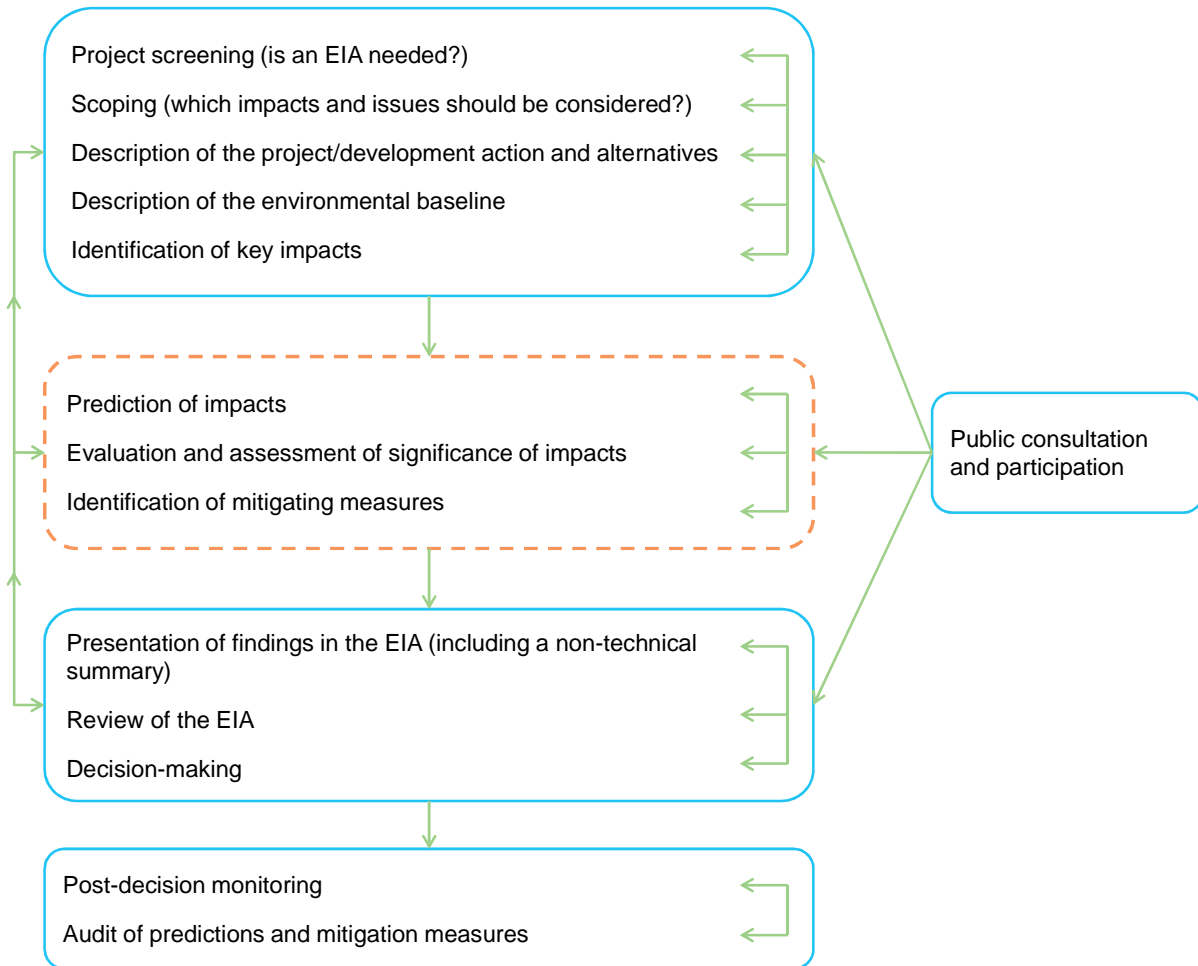 Project screening (is an EIA needed?)
Scoping (which impacts and issues should be considered?)
Description of the project/development action and alternatives
Description of the environmental baseline
Identification of key impacts
Prediction of impacts
Evaluation and assessment of significance of impacts
Identification of mitigating measures
Public consultation
and participation
Presentation of findings in the EIA (including a non-technical
summary)
Review of the EIA
Decision-making
Post-decision monitoring
Audit of predictions and mitigation measures